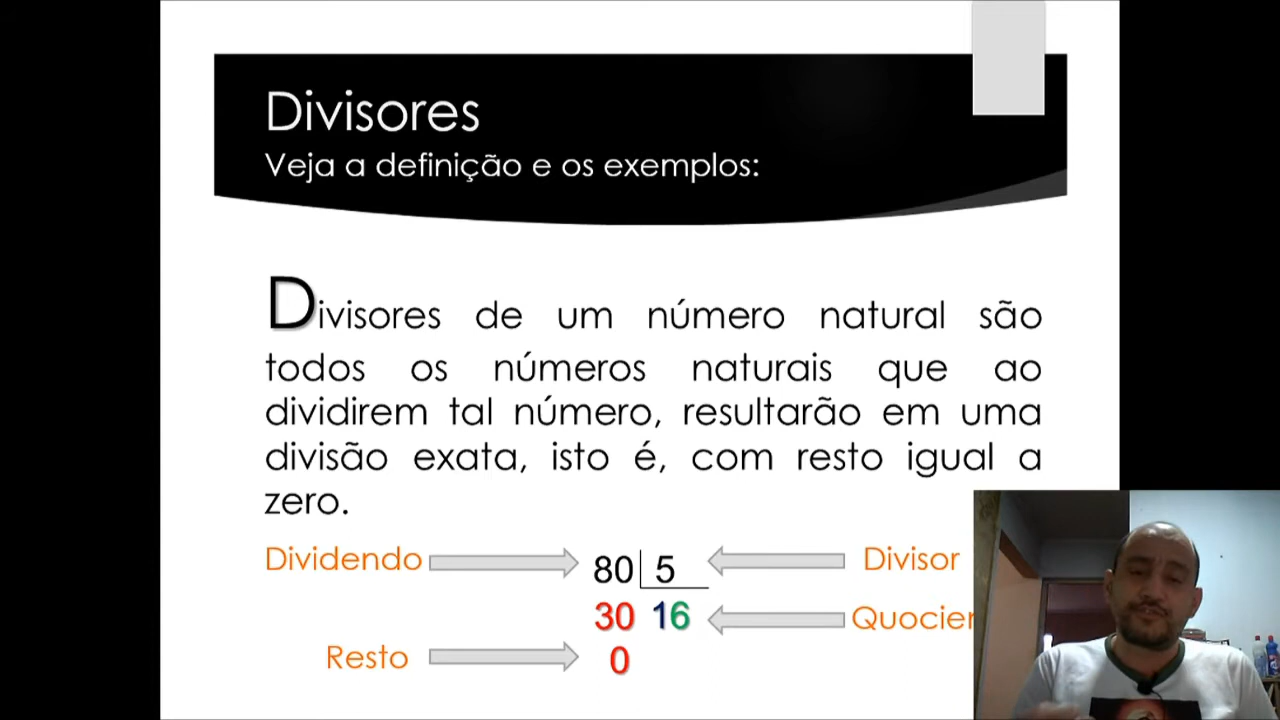 Divisores
Veja a definição e os exemplos:
Divisores de um número natural são
todos os números naturais que ao
dividirem tal número, resultarão em uma
divisão exata, isto é, com resto igual a
zero.
Dividendo 80 5 Divisor
30 16
Resto 0